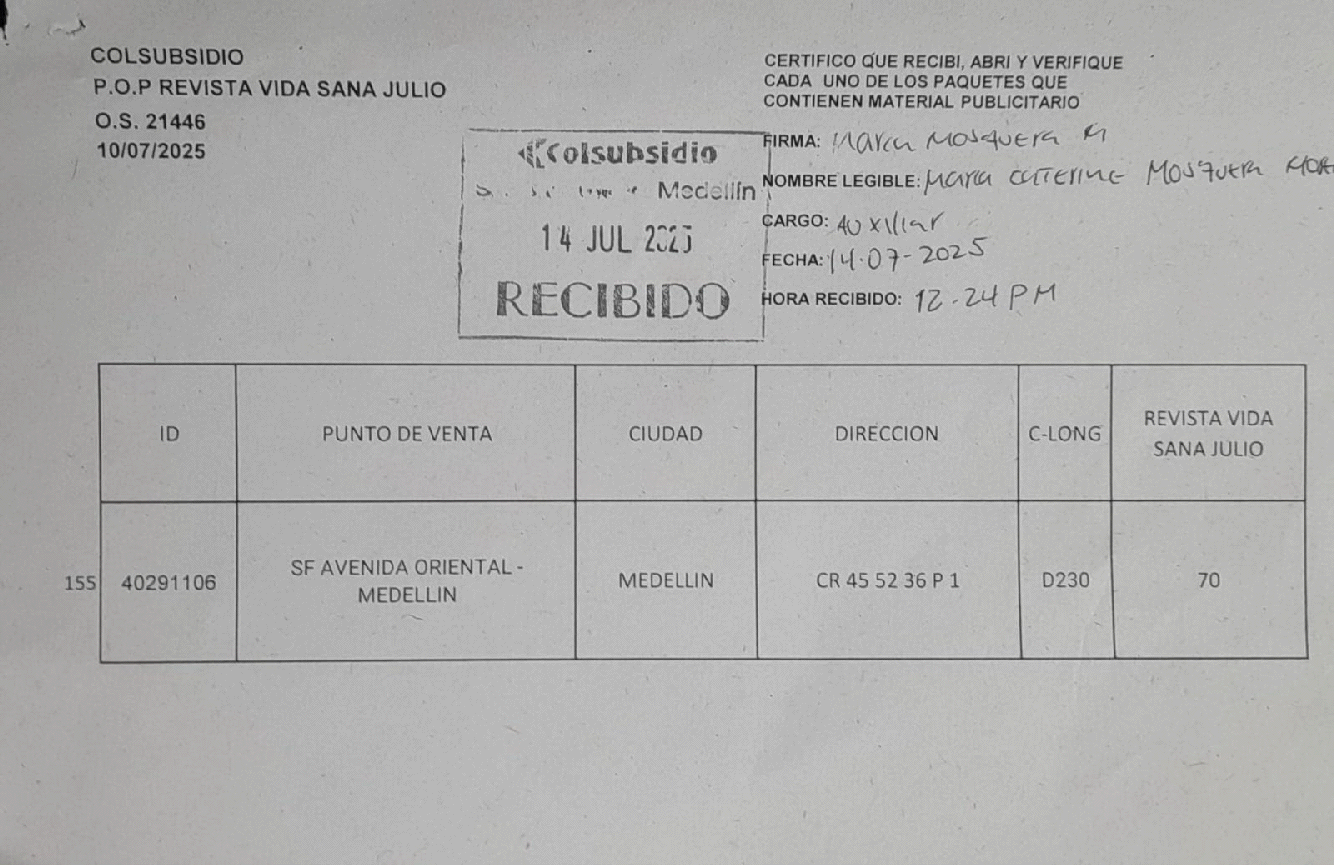 COLSUBSIDIO
P.O.P REVISTA VIDA SANA JULIO
O.S. 21446
10/07/2025
CERTIFICO QUE RECIBI, ABRI Y VERIFIQUE
CADA UNO DE LOS PAQUETES QUE
CONTIENEN MATERIAL PUBLICITARIO
FIRMA: Maria Mosquera M
NOMBRE LEGIBLE: Maria CATERINE MOSQUERA
CARGO: AUXiliar
FECHA: 14-07-2025
HORA RECIBIDO: 12-24 PM
Colsubsidio
Medellín
14 JUL 2025
RECIBIDO
ID PUNTO DE VENTA CIUDAD DIRECCION C-LONG REVISTA VIDA
SANA JULIO
155 40291106 SF AVENIDA ORIENTAL - MEDELLIN CR 45 52 36 P 1 D230 70
MEDELLIN